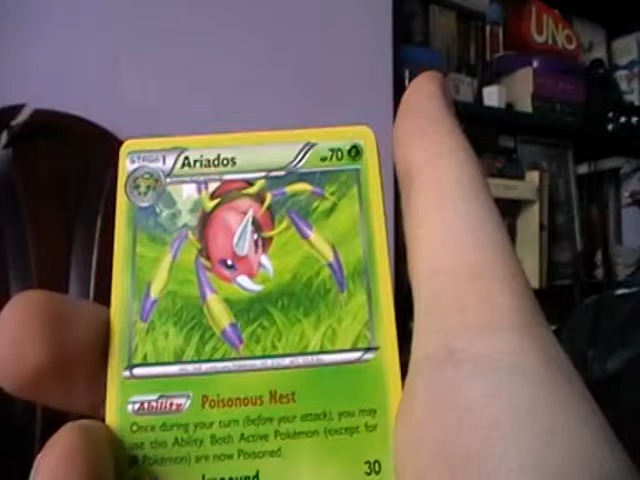 UNO
STAGE 1 Ariados HP70
Ability Poisonous Nest
Once during your turn (before your attack), you may
use this Ability. Both Active Pokémon (except for
Pokémon) are now Poisoned.
30